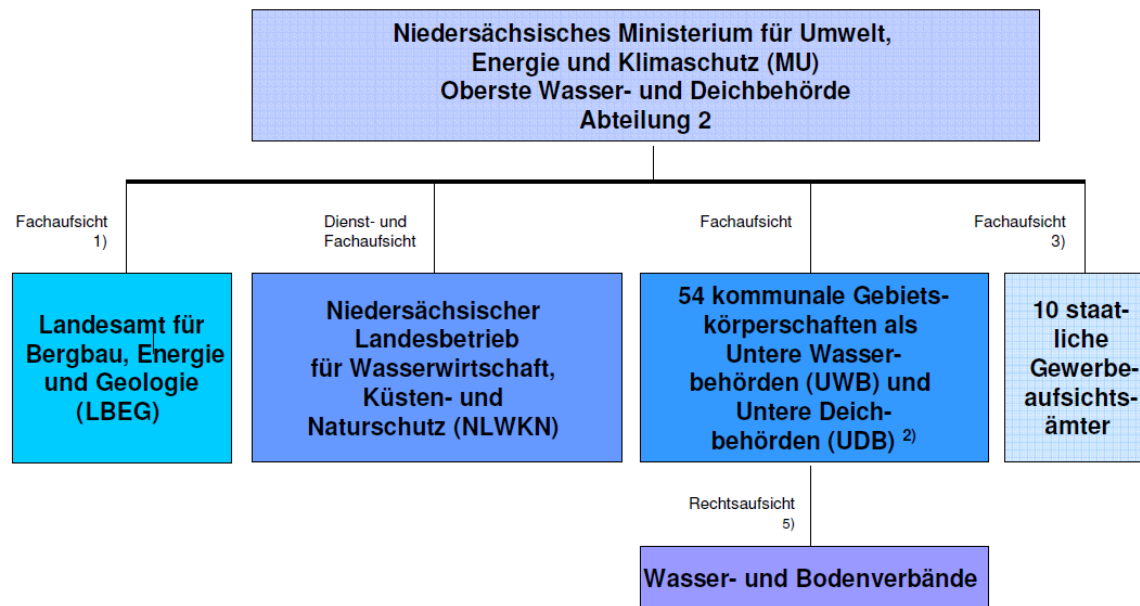 Niedersächsisches Ministerium für Umwelt,
Energie und Klimaschutz (MU)
Oberste Wasser- und Deichbehörde
Abteilung 2
Fachaufsicht
1)
Dienst- und
Fachaufsicht
Fachaufsicht
Fachaufsicht
3)
Landesamt für
Bergbau, Energie
und Geologie
(LBEG)
Niedersächsischer
Landesbetrieb
für Wasserwirtschaft,
Küsten- und
Naturschutz (NLWKN)
54 kommunale Gebiets-
körperschaften als
Untere Wasser-
behörden (UWB) und
Untere Deich-
behörden (UDB) 2)
10 staat-
liche
Gewerbe-
aufsichts-
ämter
Rechtsaufsicht
5)
Wasser- und Bodenverbände